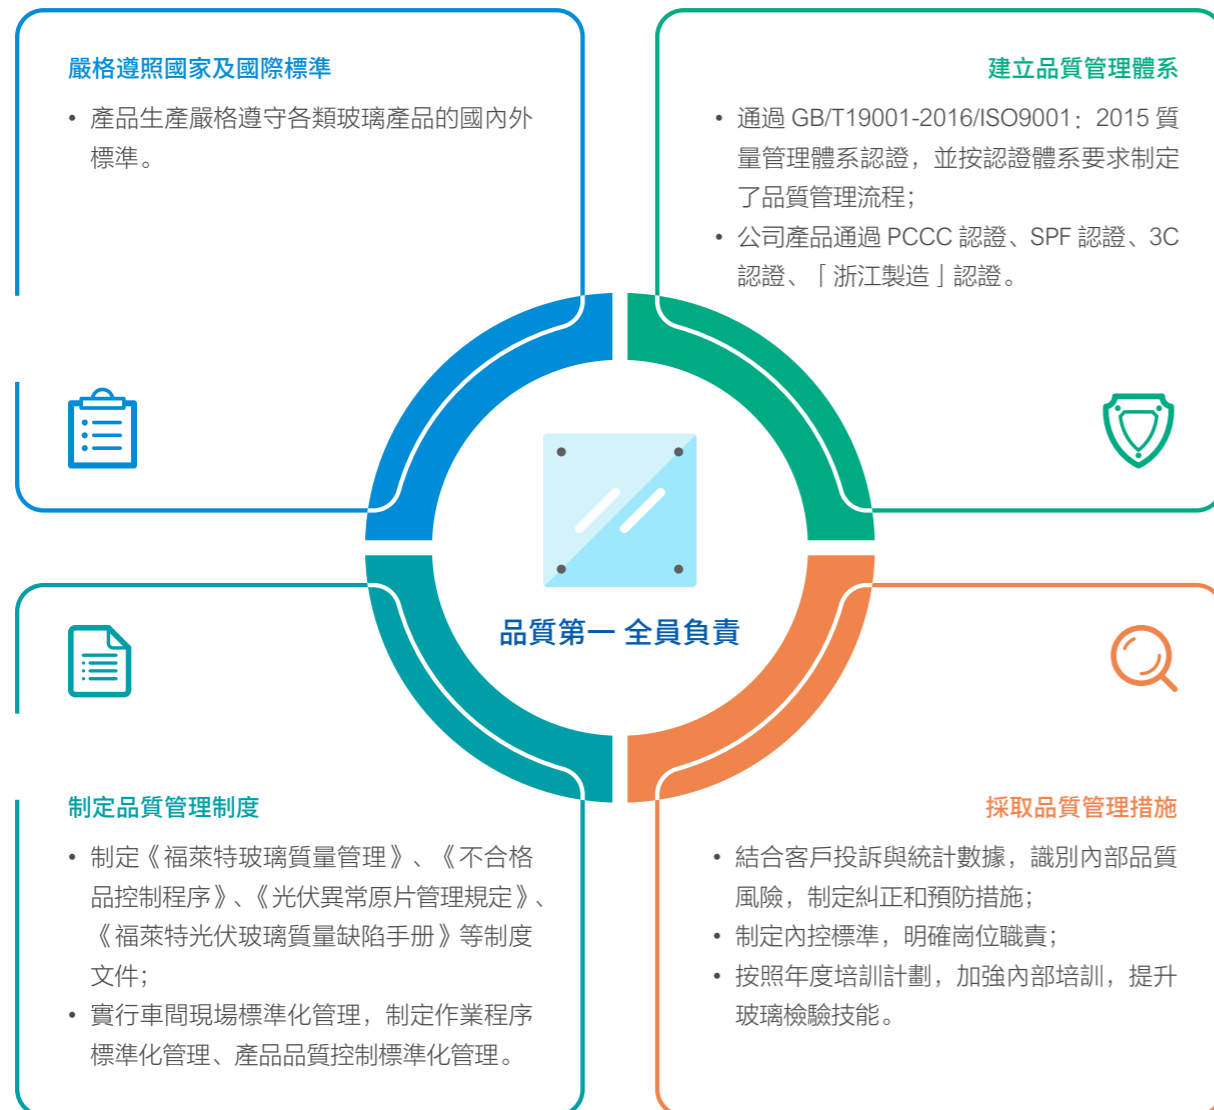 嚴格遵照國家及國際標準
• 產品生產嚴格遵守各類玻璃產品的國內外
標準。
建立品質管理體系
• 通過 GB/T19001-2016/ISO9001：2015 質
量管理體系認證，並按認證體系要求制定
了品質管理流程；
• 公司產品通過 PCCC 認證、SPF 認證、3C
認證、「浙江製造」認證。
品質第一 全員負責
制定品質管理制度
• 制定《福萊特玻璃質量管理》、《不合格
品控制程序》、《光伏異常原片管理規定》、
《福萊特光伏玻璃質量缺陷手册》等制度
文件；
• 實行車間現場標準化管理，制定作業程序
標準化管理、產品品質控制標準化管理。
採取品質管理措施
• 結合客戶投訴與統計數據，識別內部品質
風險，制定糾正和預防措施；
• 制定內控標準，明確崗位職責；
• 按照年度培訓計劃，加強內部培訓，提升
玻璃檢驗技能。